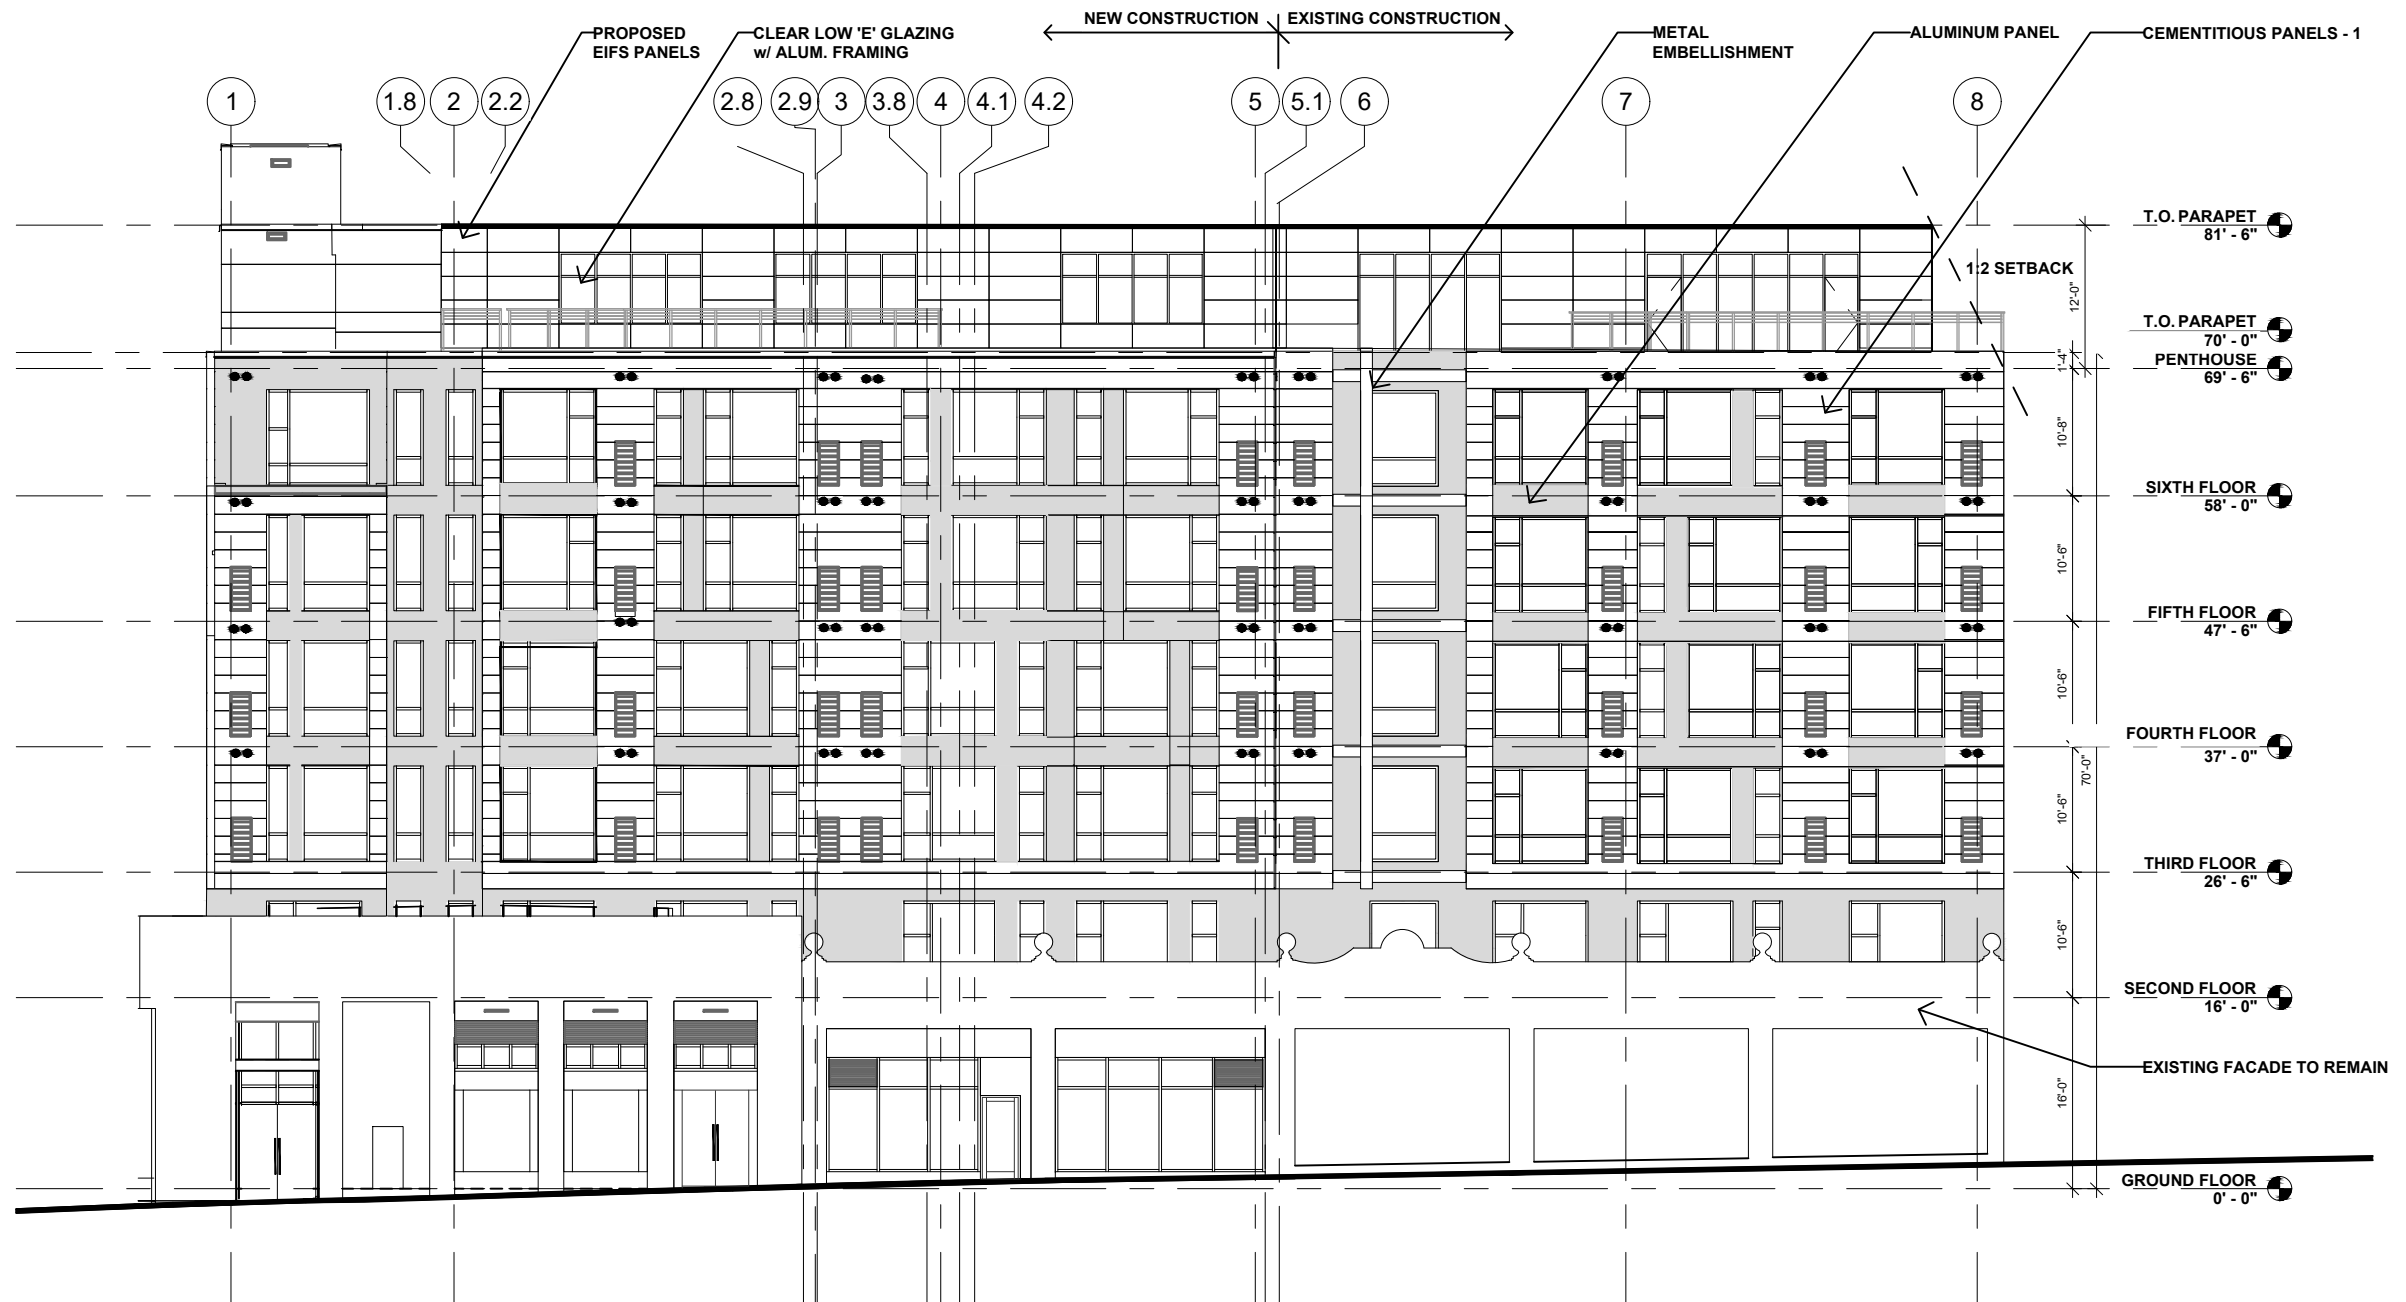 NEW CONSTRUCTION
EXISTING CONSTRUCTION
PROPOSED
EIFS PANELS
CLEAR LOW 'E' GLAZING
w/ ALUM. FRAMING
METAL
EMBELLISHMENT
ALUMINUM PANEL
CEMENTITIOUS PANELS - 1
1
1.8
2
2.2
2.8
2.9
3
3.8
4
4.1
4.2
5
5.1
6
7
8
T.O. PARAPET
81' - 6"
1:2 SETBACK
12'-0"
T.O. PARAPET
70' - 0"
1'-4"
PENTHOUSE
69' - 6"
10'-8"
SIXTH FLOOR
58' - 0"
10'-6"
FIFTH FLOOR
47' - 6"
10'-6"
FOURTH FLOOR
37' - 0"
70'-0"
10'-6"
THIRD FLOOR
26' - 6"
10'-6"
SECOND FLOOR
16' - 0"
EXISTING FACADE TO REMAIN
16'-0"
GROUND FLOOR
0' - 0"